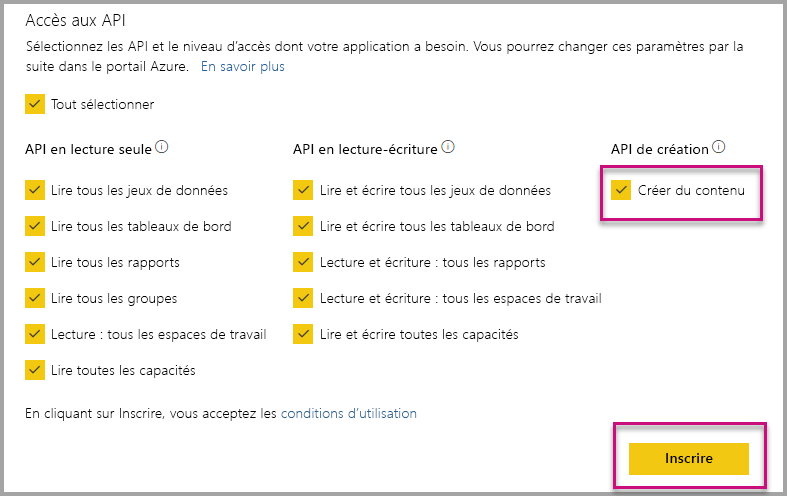 Accès aux API
Sélectionnez les API et le niveau d'accès dont votre application a besoin. Vous pourrez changer ces paramètres par la
suite dans le portail Azure. En savoir plus
Tout sélectionner
API en lecture seule
Lire tous les jeux de données
Lire tous les tableaux de bord
Lire tous les rapports
Lire tous les groupes
Lecture : tous les espaces de travail
Lire toutes les capacités
API en lecture-écriture
Lire et écrire tous les jeux de données
Lire et écrire tous les tableaux de bord
Lecture et écriture : tous les rapports
Lecture et écriture : tous les espaces de travail
Lire et écrire toutes les capacités
API de création
Créer du contenu
En cliquant sur Inscrire, vous acceptez les conditions d'utilisation
Inscrire